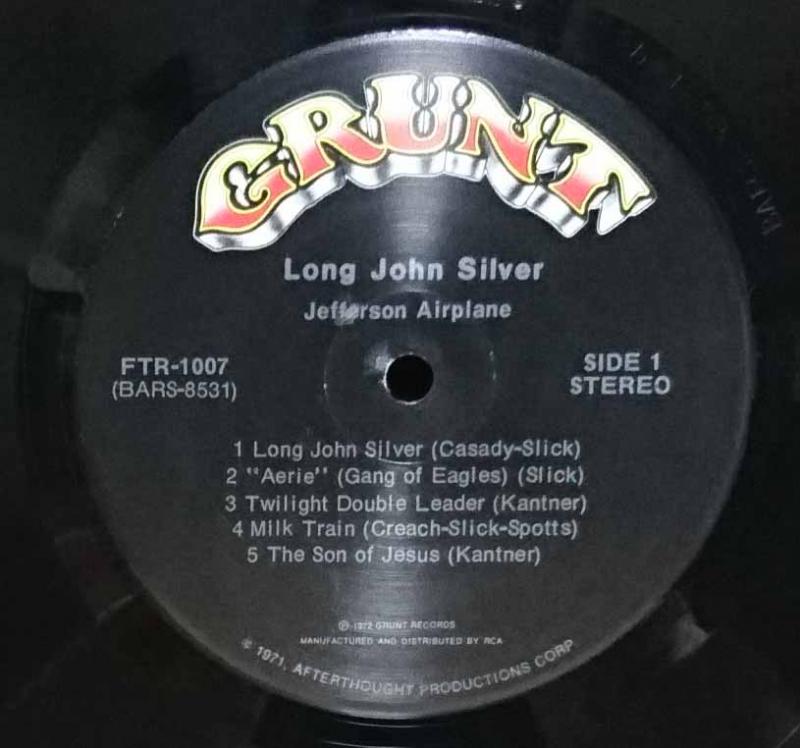 GRUNT
Long John Silver
Jefferson Airplane
FTR-1007
(BARS-8531)
SIDE 1
STEREO
1 Long John Silver (Casady-Slick)
2 "Aerie" (Gang of Eagles) (Slick)
3 Twilight Double Leader (Kantner)
4 Milk Train (Creach-Slick-Spotts)
5 The Son of Jesus (Kantner)
℗ 1972 GRUNT RECORDS
MANUFACTURED AND DISTRIBUTED BY RCA
© 1971, AFTERTHOUGHT PRODUCTIONS CORP.